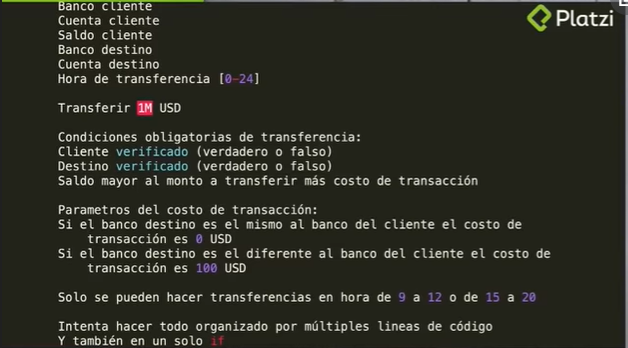 Banco cliente
Platzi
Cuenta cliente
Saldo cliente
Banco destino
Cuenta destino
Hora de transferencia [0-24]
Transferir 1M USD
Condiciones obligatorias de transferencia:
Cliente verificado (verdadero o falso)
Destino verificado (verdadero o falso)
Saldo mayor al monto a transferir más costo de transacción
Parametros del costo de transacción:
Si el banco destino es el mismo al banco del cliente el costo de
transacción es 0 USD
Si el banco destino es el diferente al banco del cliente el costo de
transacción es 100 USD
Solo se pueden hacer transferencias en hora de 9 a 12 o de 15 a 20
Intenta hacer todo organizado por múltiples lineas de código
Y también en un solo if